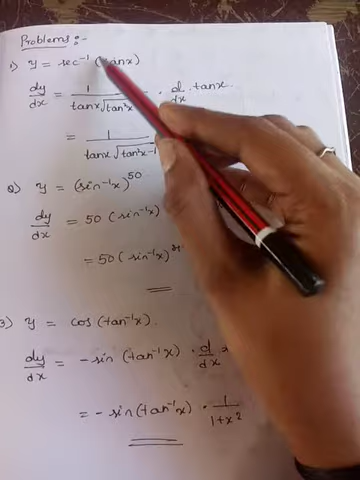 Problems :-
1) y = sec⁻¹ (tanx)
dy/dx = 1/(tanx√(tan²x · d/dx tanx
= 1/(tanx√(tan²x-1
2) y = (sin⁻¹x)⁵⁰
dy/dx = 50 (sin⁻¹x)
= 50 (sin⁻¹x)
3) y = cos(tan⁻¹x).
dy/dx = -sin (tan⁻¹x) · d/dx
= -sin(tan⁻¹x) · 1/(1+x²)